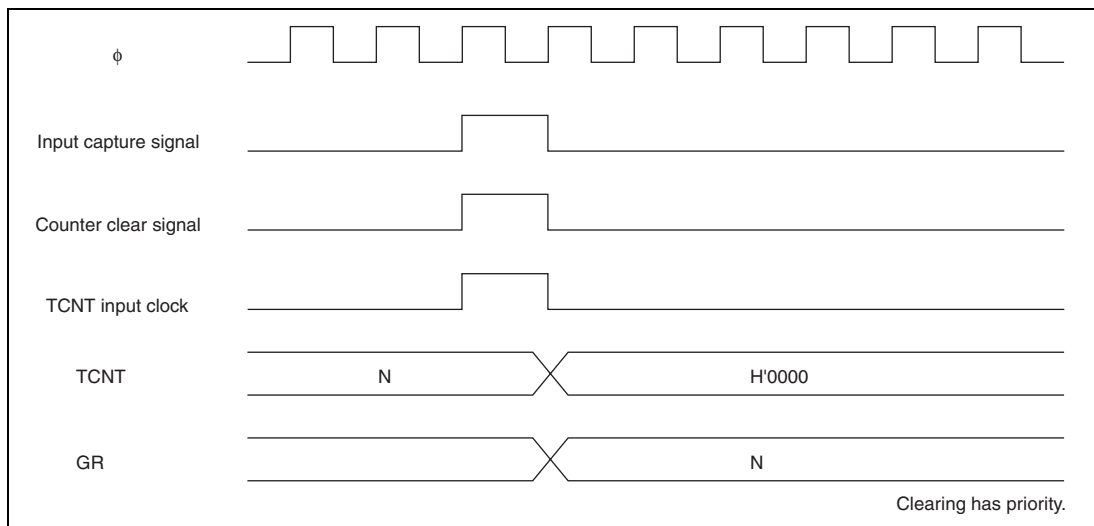 ϕ
Input capture signal
Counter clear signal
TCNT input clock
TCNT
N
H'0000
GR
N
Clearing has priority.